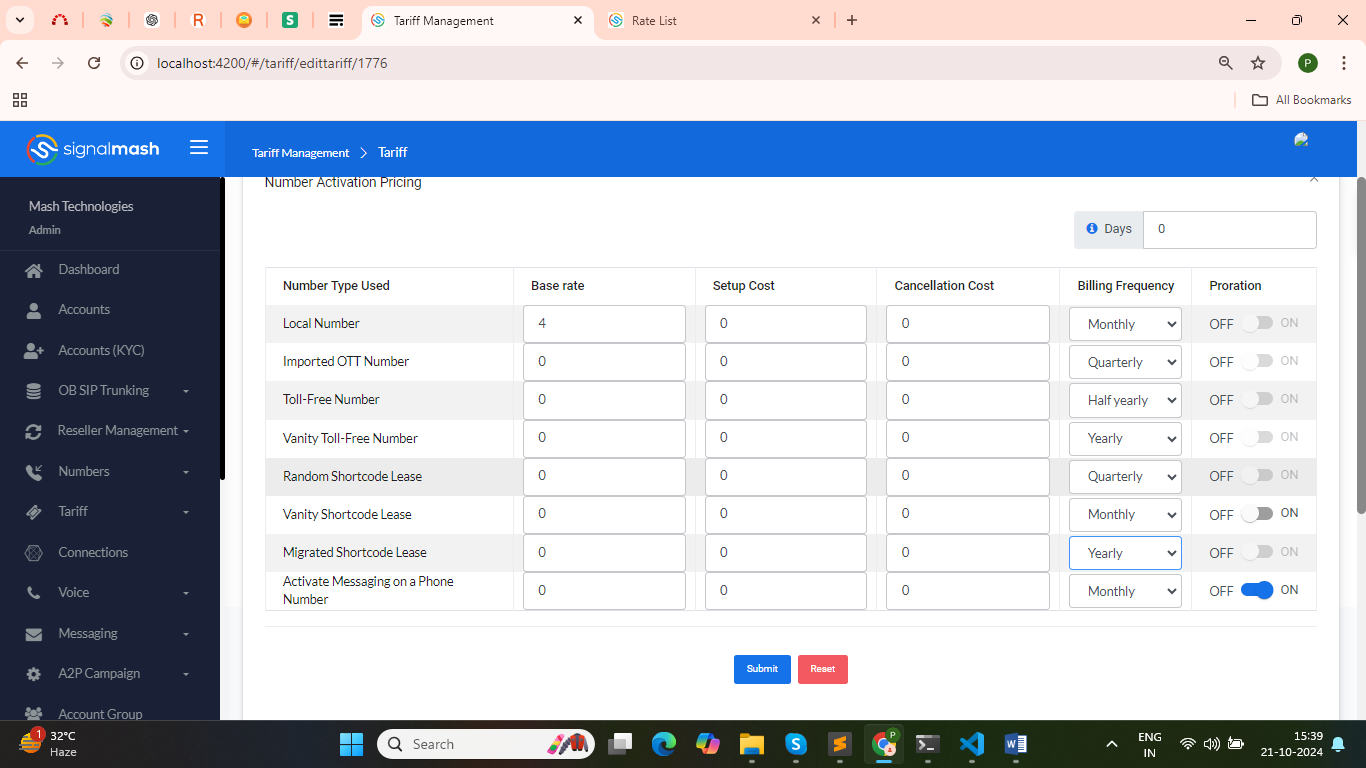 Tariff Management
Rate List
localhost:4200/#/tariff/edittariff/1776
P
All Bookmarks
signalmash
Tariff Management > Tariff
Mash Technologies
Admin
Dashboard
Accounts
Accounts (KYC)
OB SIP Trunking
Reseller Management
Numbers
Tariff
Connections
Voice
Messaging
A2P Campaign
Account Group
Number Activation Pricing
Days 0
Number Type Used Base rate Setup Cost Cancellation Cost Billing Frequency Proration
Local Number 4 0 0 Monthly OFF ON
Imported OTT Number 0 0 0 Quarterly OFF ON
Toll-Free Number 0 0 0 Half yearly OFF ON
Vanity Toll-Free Number 0 0 0 Yearly OFF ON
Random Shortcode Lease 0 0 0 Quarterly OFF ON
Vanity Shortcode Lease 0 0 0 Monthly OFF ON
Migrated Shortcode Lease 0 0 0 Yearly OFF ON
Activate Messaging on a Phone
Number 0 0 0 Monthly OFF ON
Submit Reset
1
32°C
Haze
Search
P
ENG
IN
15:39
21-10-2024